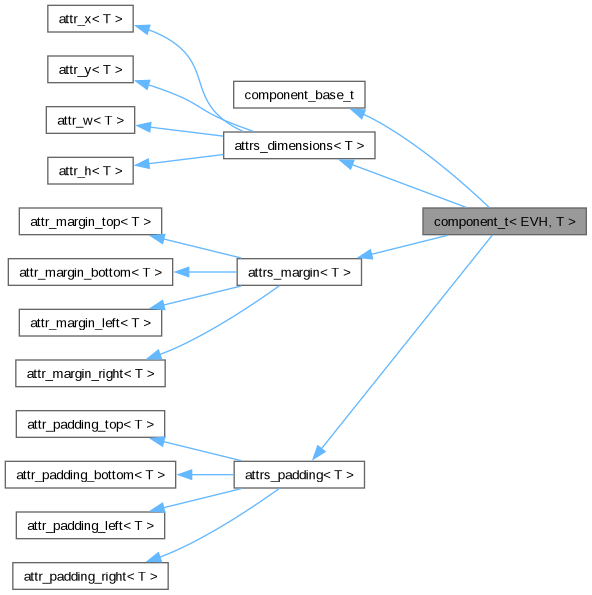 attr_x< T >
attr_y< T >
component_base_t
attr_w< T >
attrs_dimensions< T >
attr_h< T >
attr_margin_top< T >
component_t< EVH, T >
attr_margin_bottom< T >
attrs_margin< T >
attr_margin_left< T >
attr_margin_right< T >
attr_padding_top< T >
attr_padding_bottom< T >
attrs_padding< T >
attr_padding_left< T >
attr_padding_right< T >